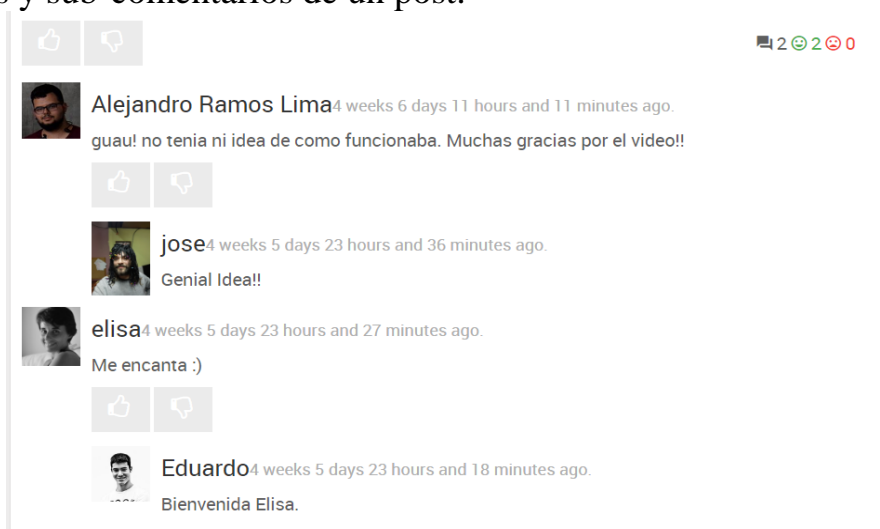 s y sub-comentarios de un post.
2 2 0
Alejandro Ramos Lima4 weeks 6 days 11 hours and 11 minutes ago.
guau! no tenia ni idea de como funcionaba. Muchas gracias por el video!!
jose4 weeks 5 days 23 hours and 36 minutes ago.
Genial Idea!!
elisa4 weeks 5 days 23 hours and 27 minutes ago.
Me encanta :)
Eduardo4 weeks 5 days 23 hours and 18 minutes ago.
Bienvenida Elisa.